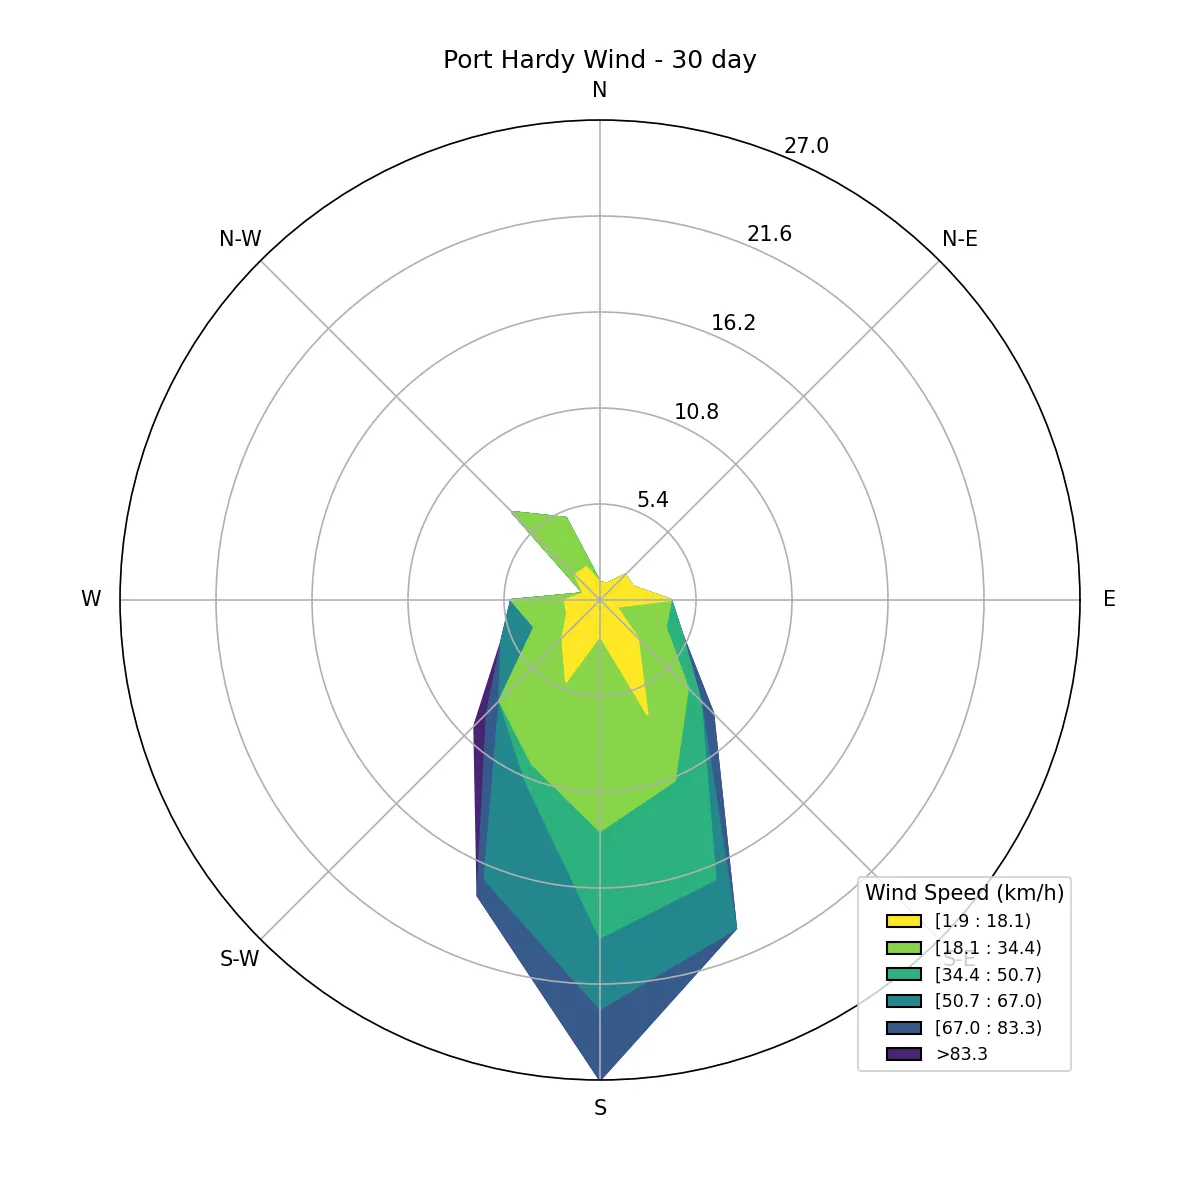 Port Hardy Wind - 30 day
N
27.0
21.6
N-W
N-E
16.2
10.8
5.4
W
E
Wind Speed (km/h)
[1.9 : 18.1)
[18.1 : 34.4)
S-W
S-E
[34.4 : 50.7)
[50.7 : 67.0)
[67.0 : 83.3)
>83.3
S